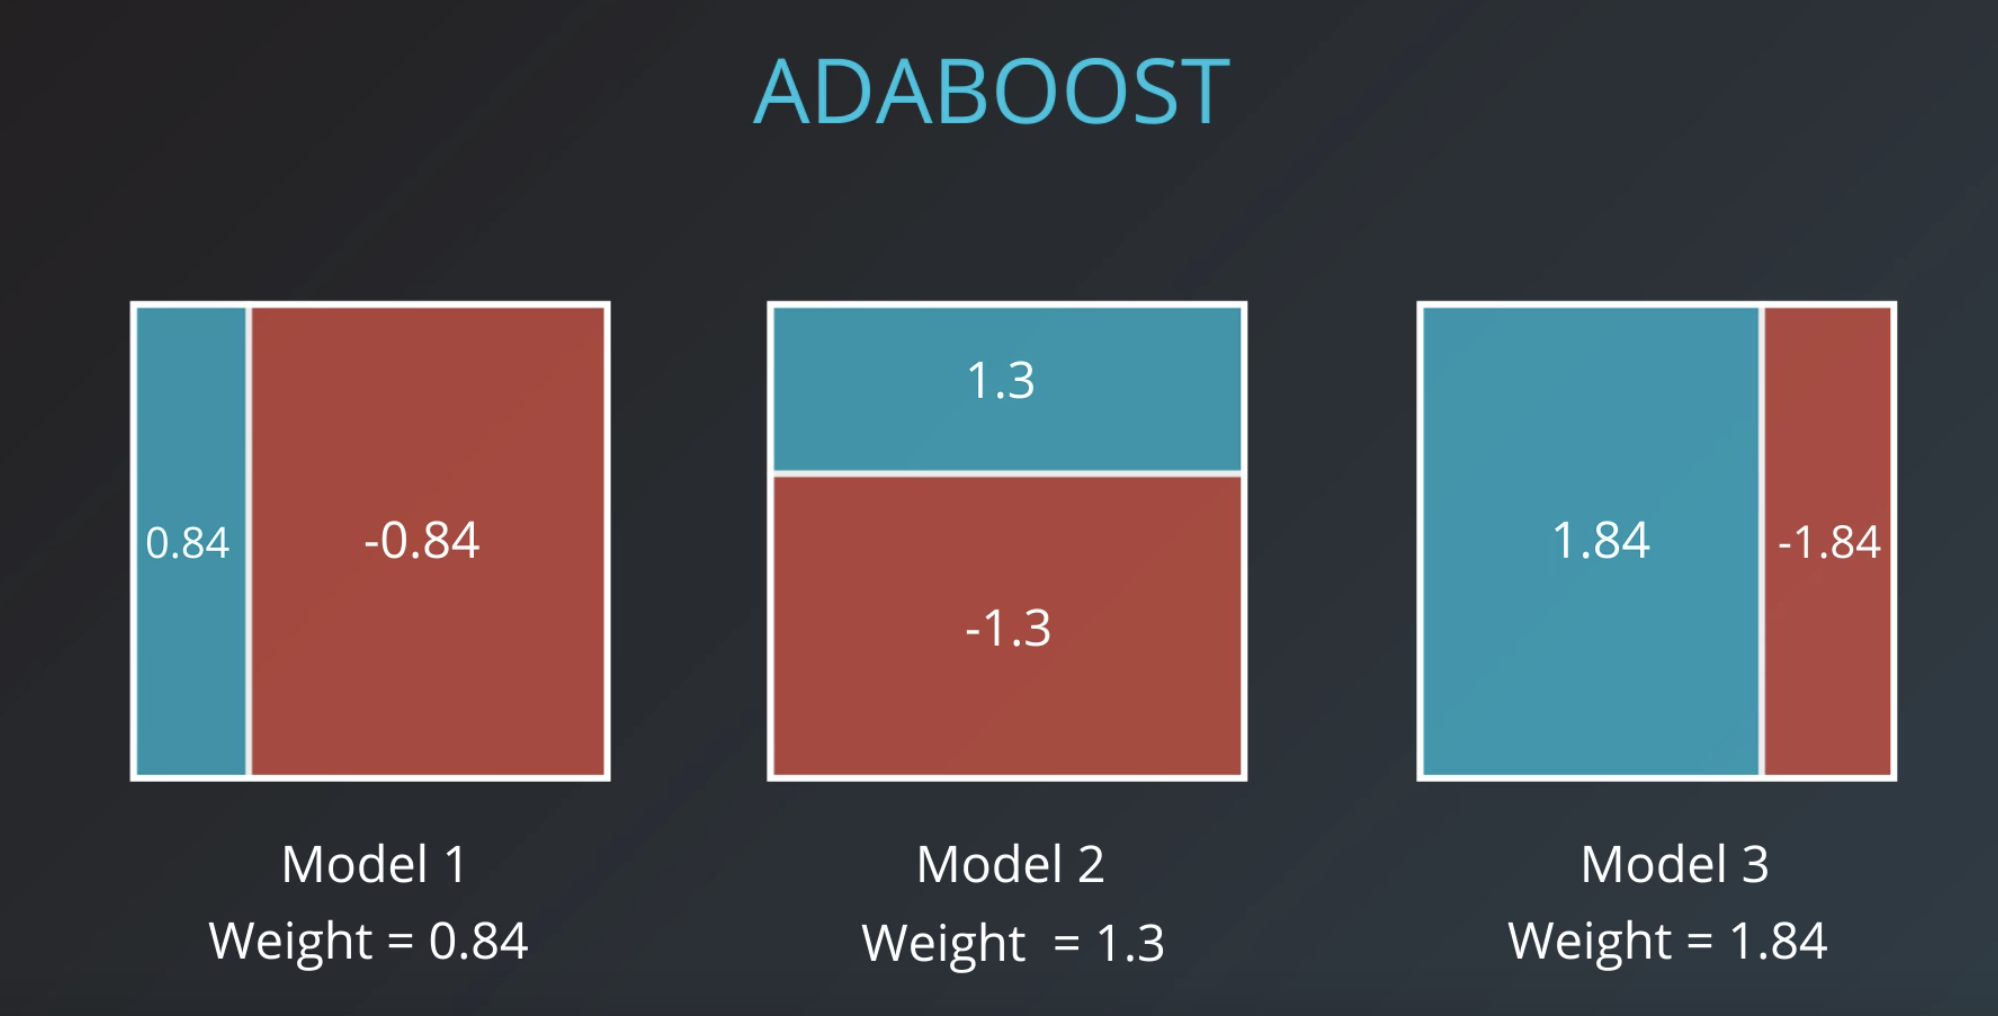 ADABOOST
0.84
-0.84
1.3
-1.3
1.84
-1.84
Model 1
Weight = 0.84
Model 2
Weight = 1.3
Model 3
Weight = 1.84